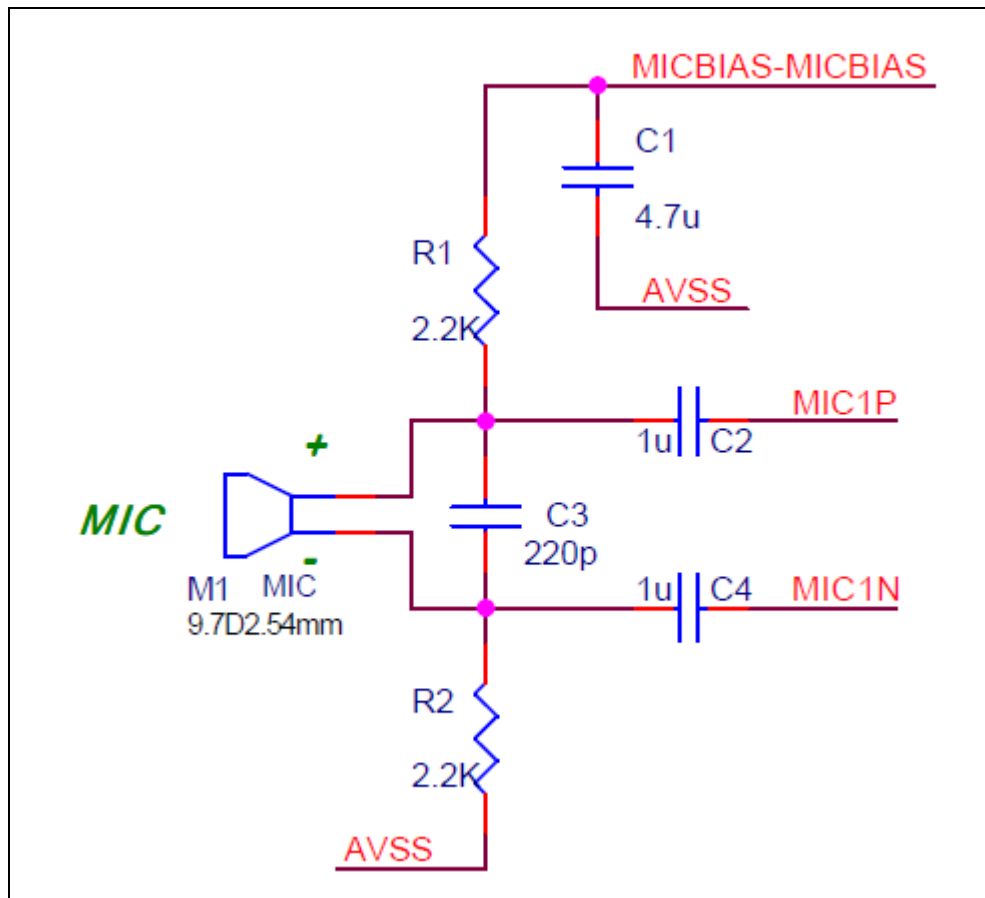 MICBIAS-MICBIAS
C1
4.7u
R1
AVSS
2.2K
MIC1P
1u C2
+
MIC
C3
220p
-
M1 MIC
9.7D2.54mm
1u C4
MIC1N
R2
2.2K
AVSS